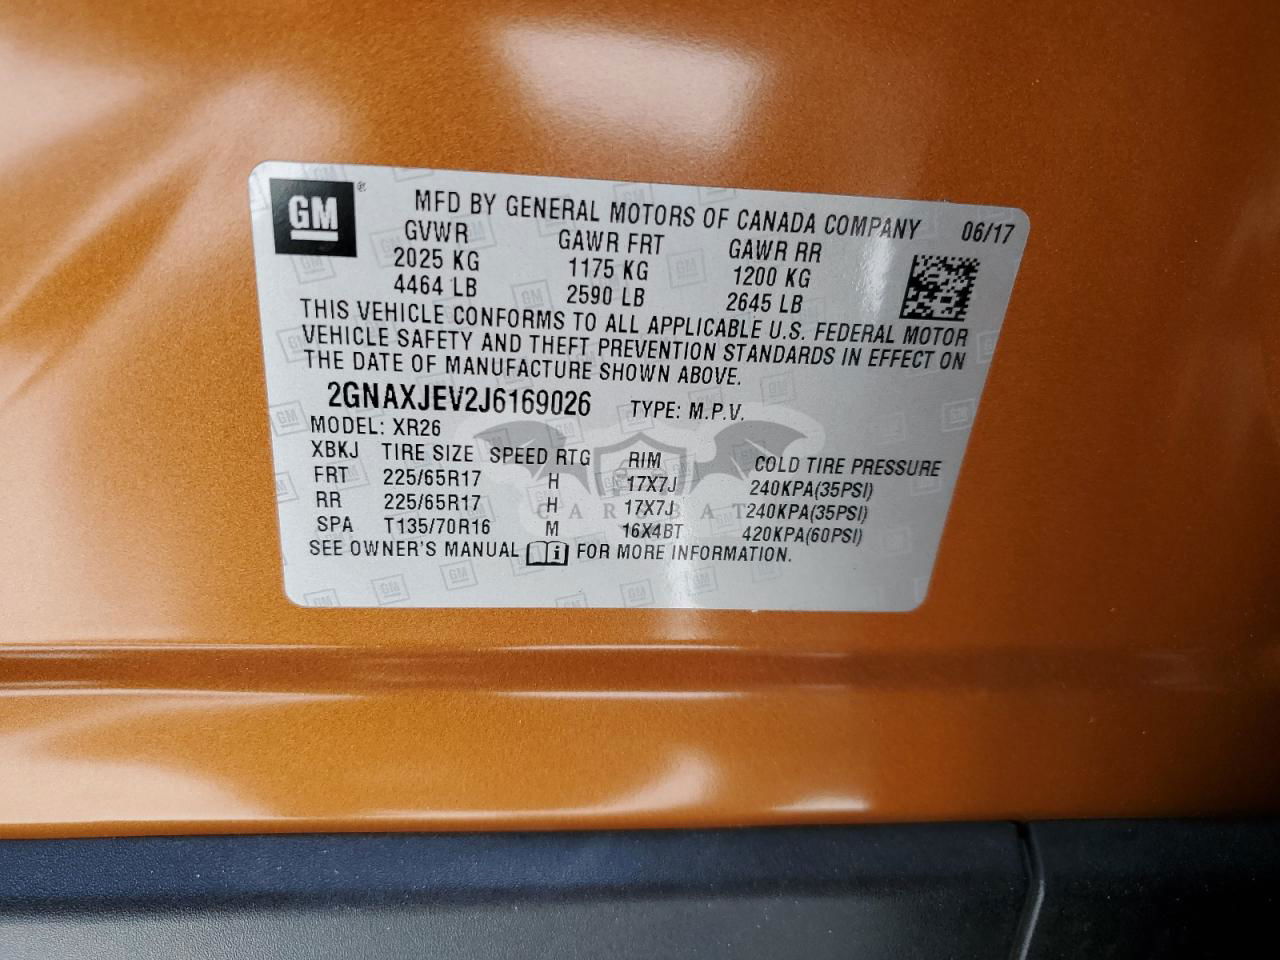 GM
MFD BY GENERAL MOTORS OF CANADA COMPANY 06/17
GVWR GAWR FRT GAWR RR
2025 KG 1175 KG 1200 KG
4464 LB 2590 LB 2645 LB
THIS VEHICLE CONFORMS TO ALL APPLICABLE U.S. FEDERAL MOTOR
VEHICLE SAFETY AND THEFT PREVENTION STANDARDS IN EFFECT ON
THE DATE OF MANUFACTURE SHOWN ABOVE.
2GNAXJEV2J6169026 TYPE: M.P.V.
MODEL: XR26
XBKJ TIRE SIZE SPEED RTG RIM COLD TIRE PRESSURE
FRT 225/65R17 H 17X7J 240KPA(35PSI)
RR 225/65R17 H 17X7J 240KPA(35PSI)
CARSBAT
SPA T135/70R16 M 16X4BT 420KPA(60PSI)
SEE OWNER'S MANUAL FOR MORE INFORMATION.